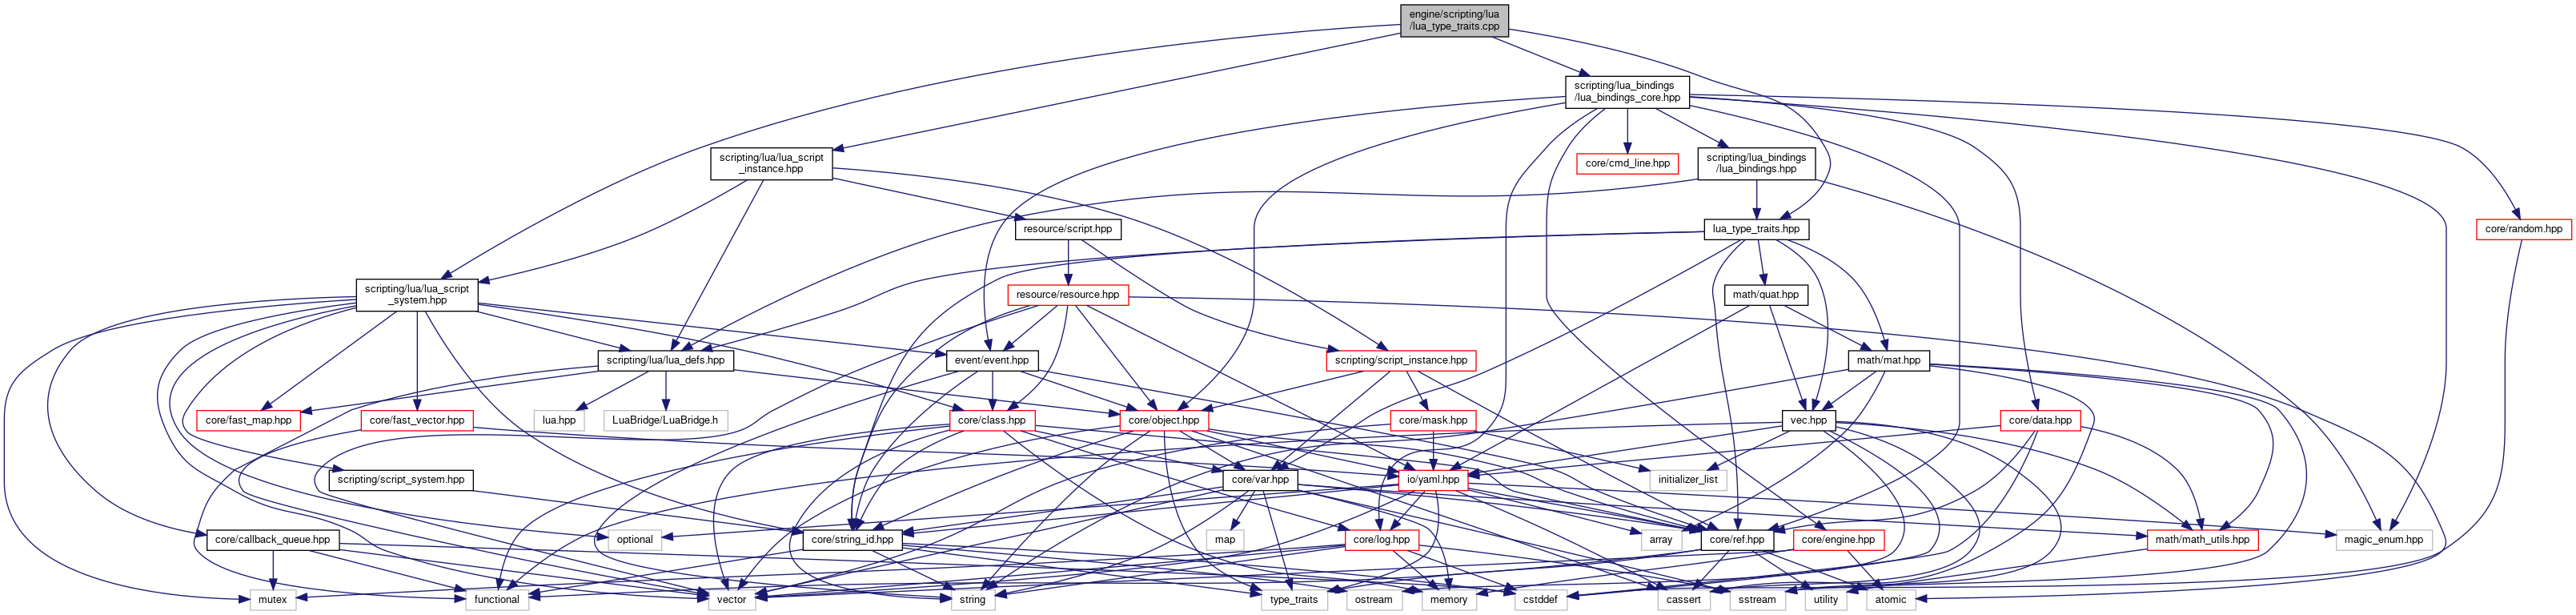 engine/scripting/lua
/lua_type_traits.cpp
scripting/lua_bindings
/lua_bindings_core.hpp
scripting/lua/lua_script
_instance.hpp
core/cmd_line.hpp
scripting/lua_bindings
/lua_bindings.hpp
resource/script.hpp
lua_type_traits.hpp
core/random.hpp
scripting/lua/lua_script
_system.hpp
resource/resource.hpp
math/quat.hpp
scripting/lua/lua_defs.hpp
event/event.hpp
scripting/script_instance.hpp
math/mat.hpp
core/fast_map.hpp
core/fast_vector.hpp
lua.hpp
LuaBridge/LuaBridge.h
core/class.hpp
core/object.hpp
core/mask.hpp
vec.hpp
core/data.hpp
scripting/script_system.hpp
core/var.hpp
io/yaml.hpp
initializer_list
core/callback_queue.hpp
optional
core/string_id.hpp
map
core/log.hpp
array
core/ref.hpp
core/engine.hpp
math/math_utils.hpp
magic_enum.hpp
mutex
functional
vector
string
type_traits
ostream
memory
cstddef
cassert
sstream
utility
atomic